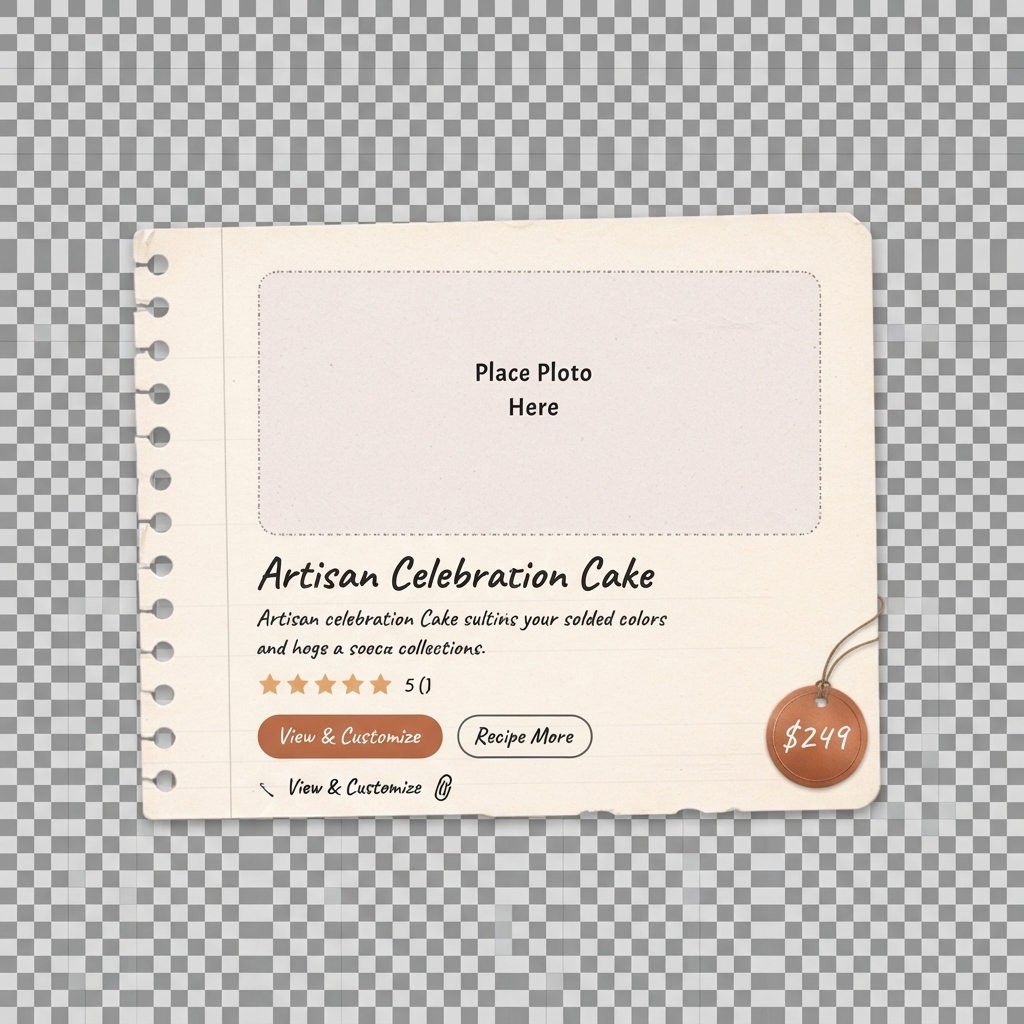 Place Ploto
Here
Artisan Celebration Cake
Artisan celebration Cake sultins your solded colors
and hogs a soeca collections.
5 ()
View & Customize
Recipe More
$249
View & Customize